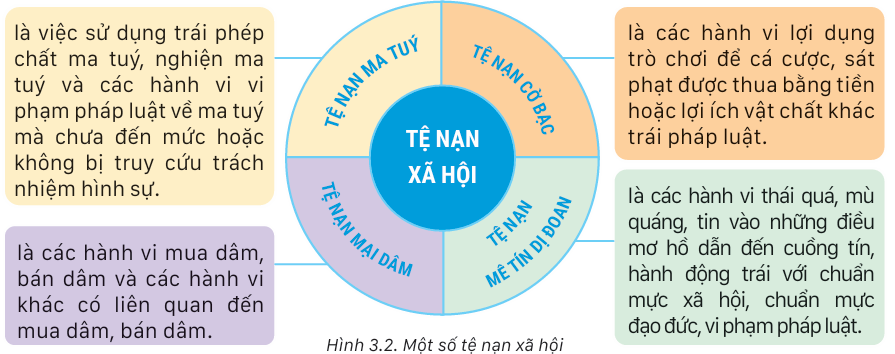 là việc sử dụng trái phép
chất ma tuý, nghiện ma
tuý và các hành vi vi
phạm pháp luật về ma tuý
mà chưa đến mức hoặc
không bị truy cứu trách
nhiệm hình sự.
TỆ NẠN MA TUÝ
TỆ NẠN CỜ BẠC
là các hành vi lợi dụng
trò chơi để cá cược, sát
phạt được thua bằng tiền
hoặc lợi ích vật chất khác
trái pháp luật.
TỆ NẠN
XÃ HỘI
là các hành vi mua dâm,
bán dâm và các hành vi
khác có liên quan đến
mua dâm, bán dâm.
TỆ NẠN MẠI DÂM
TỆ NẠN
MÊ TÍN DỊ ĐOAN
là các hành vi thái quá, mù
quáng, tin vào những điều
mơ hồ dẫn đến cuồng tín,
hành động trái với chuẩn
mực xã hội, chuẩn mực
đạo đức, vi phạm pháp luật.
Hình 3.2. Một số tệ nạn xã hội